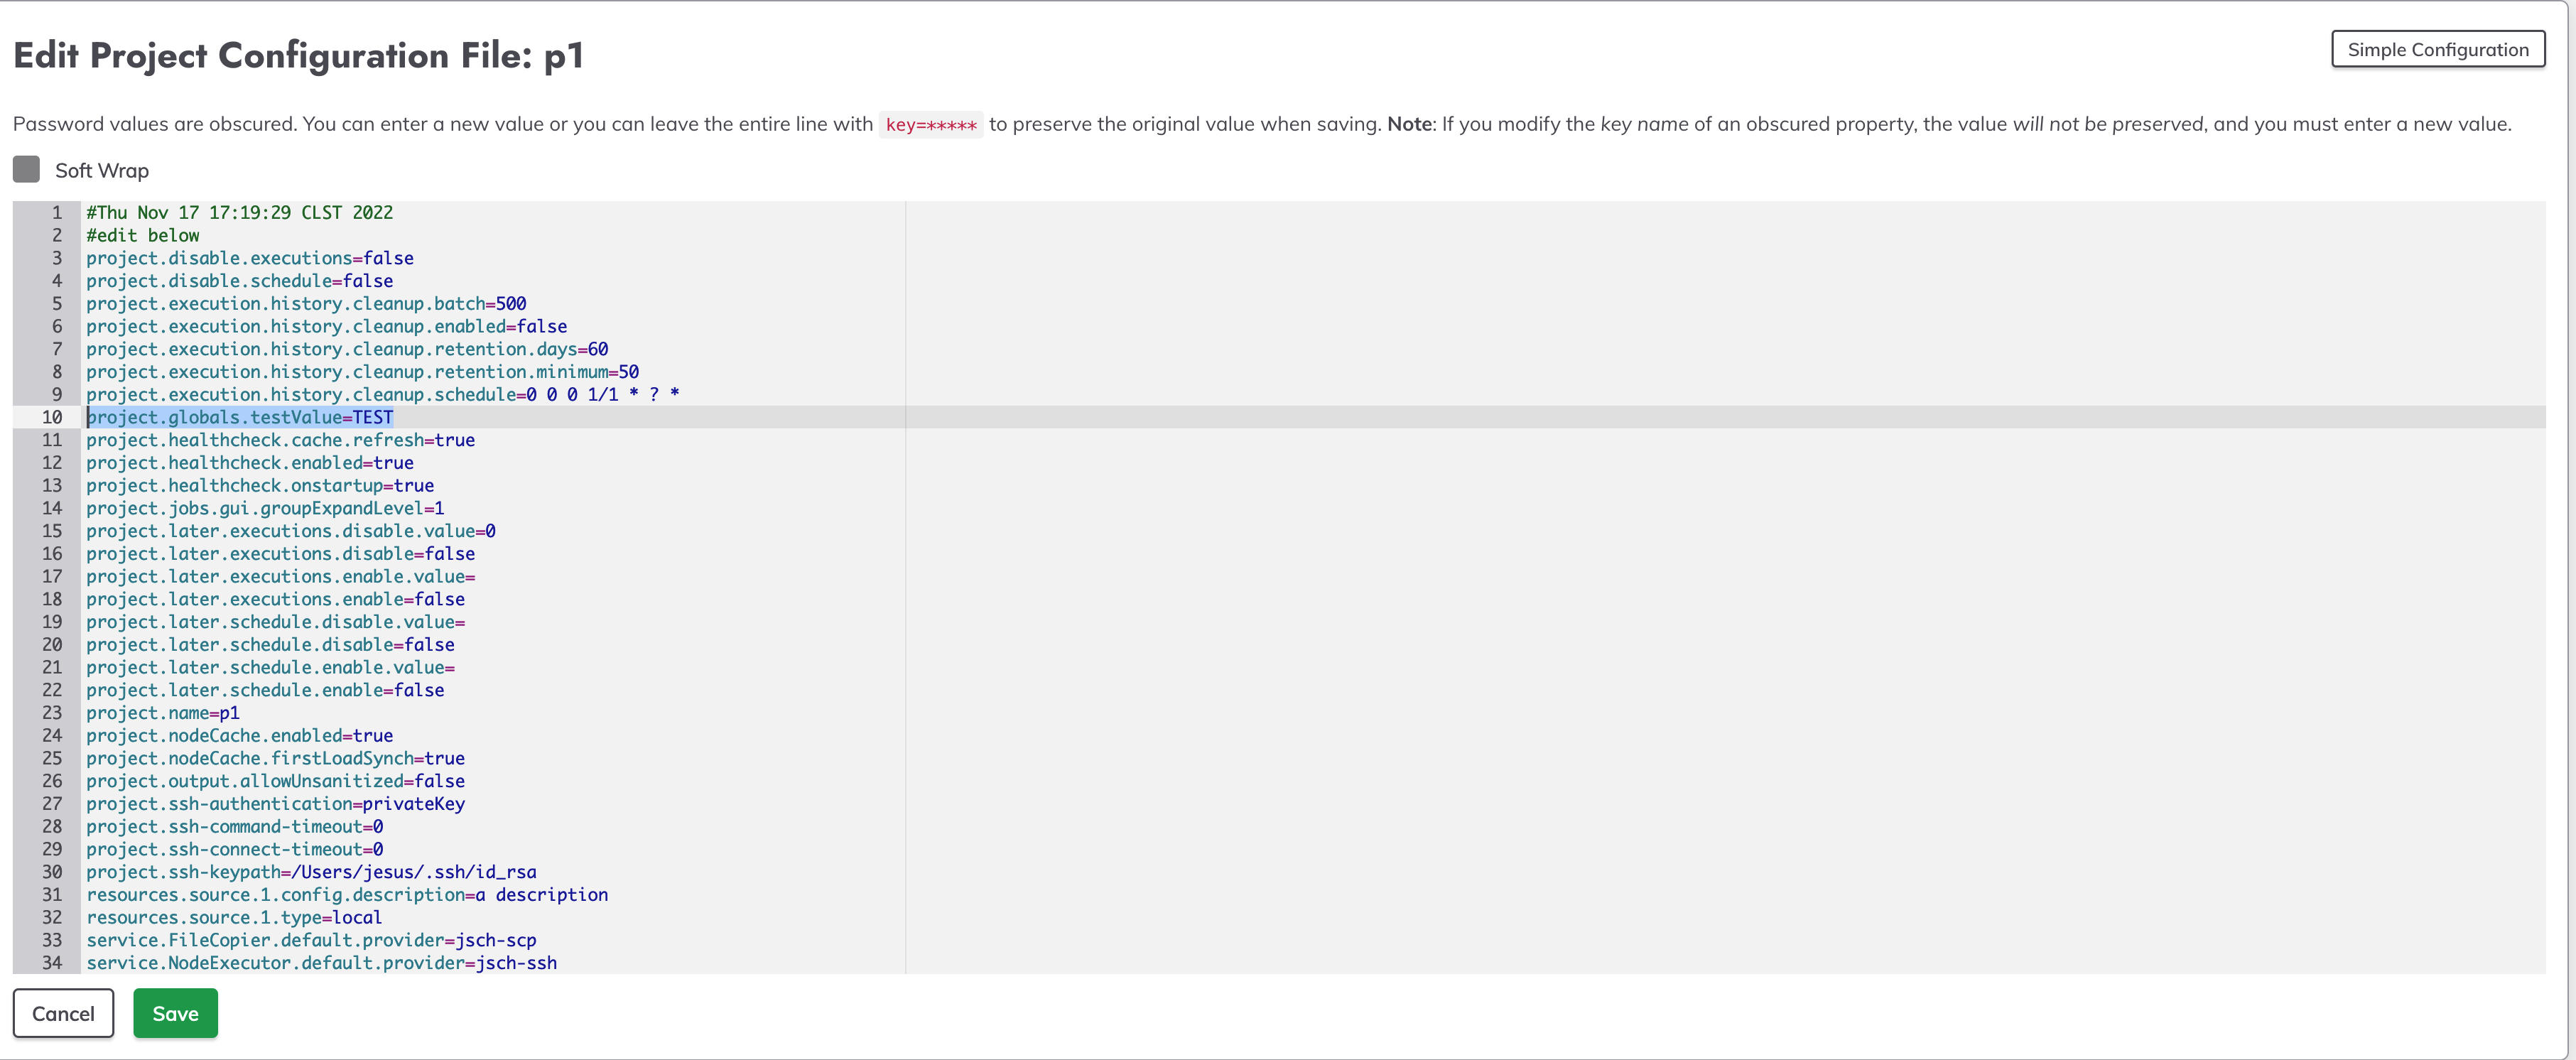 Edit Project Configuration File: p1
Simple Configuration
Password values are obscured. You can enter a new value or you can leave the entire line with key=***** to preserve the original value when saving. Note: If you modify the key name of an obscured property, the value will not be preserved, and you must enter a new value.
Soft Wrap
1 #Thu Nov 17 17:19:29 CLST 2022
2 #edit below
3 project.disable.executions=false
4 project.disable.schedule=false
5 project.execution.history.cleanup.batch=500
6 project.execution.history.cleanup.enabled=false
7 project.execution.history.cleanup.retention.days=60
8 project.execution.history.cleanup.retention.minimum=50
9 project.execution.history.cleanup.schedule=0 0 0 1/1 * ? *
10 project.globals.testValue=TEST
11 project.healthcheck.cache.refresh=true
12 project.healthcheck.enabled=true
13 project.healthcheck.onstartup=true
14 project.jobs.gui.groupExpandLevel=1
15 project.later.executions.disable.value=0
16 project.later.executions.disable=false
17 project.later.executions.enable.value=
18 project.later.executions.enable=false
19 project.later.schedule.disable.value=
20 project.later.schedule.disable=false
21 project.later.schedule.enable.value=
22 project.later.schedule.enable=false
23 project.name=p1
24 project.nodeCache.enabled=true
25 project.nodeCache.firstLoadSynch=true
26 project.output.allowUnsanitized=false
27 project.ssh-authentication=privateKey
28 project.ssh-command-timeout=0
29 project.ssh-connect-timeout=0
30 project.ssh-keypath=/Users/jesus/.ssh/id_rsa
31 resources.source.1.config.description=a description
32 resources.source.1.type=local
33 service.FileCopier.default.provider=jsch-scp
34 service.NodeExecutor.default.provider=jsch-ssh
Cancel
Save